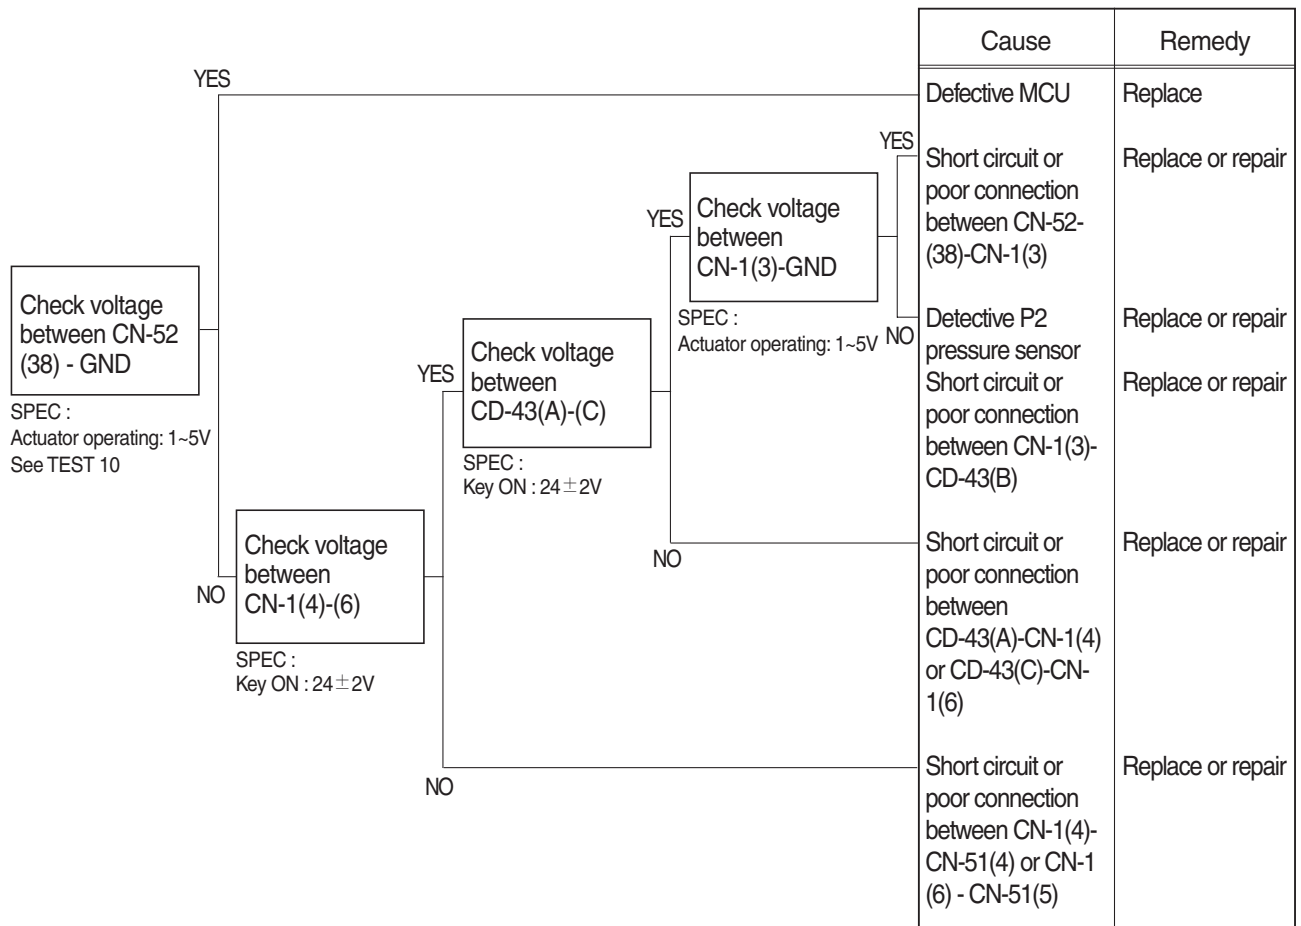 Cause
Remedy
YES
Defective MCU
Replace
YES
Short circuit or
poor connection
between CN-52-
(38)-CN-1(3)
Replace or repair
YES
Check voltage
between
CN-1(3)-GND
SPEC :
Actuator operating: 1~5V
NO
Detective P2
pressure sensor
Replace or repair
Short circuit or
poor connection
between CN-1(3)-
CD-43(B)
Replace or repair
Check voltage
between CN-52
(38) - GND
SPEC :
Actuator operating: 1~5V
See TEST 10
YES
Check voltage
between
CD-43(A)-(C)
SPEC :
Key ON : 24±2V
NO
Short circuit or
poor connection
between
CD-43(A)-CN-1(4)
or CD-43(C)-CN-
1(6)
Replace or repair
NO
Check voltage
between
CN-1(4)-(6)
SPEC :
Key ON : 24±2V
NO
Short circuit or
poor connection
between CN-1(4)-
CN-51(4) or CN-1
(6) - CN-51(5)
Replace or repair